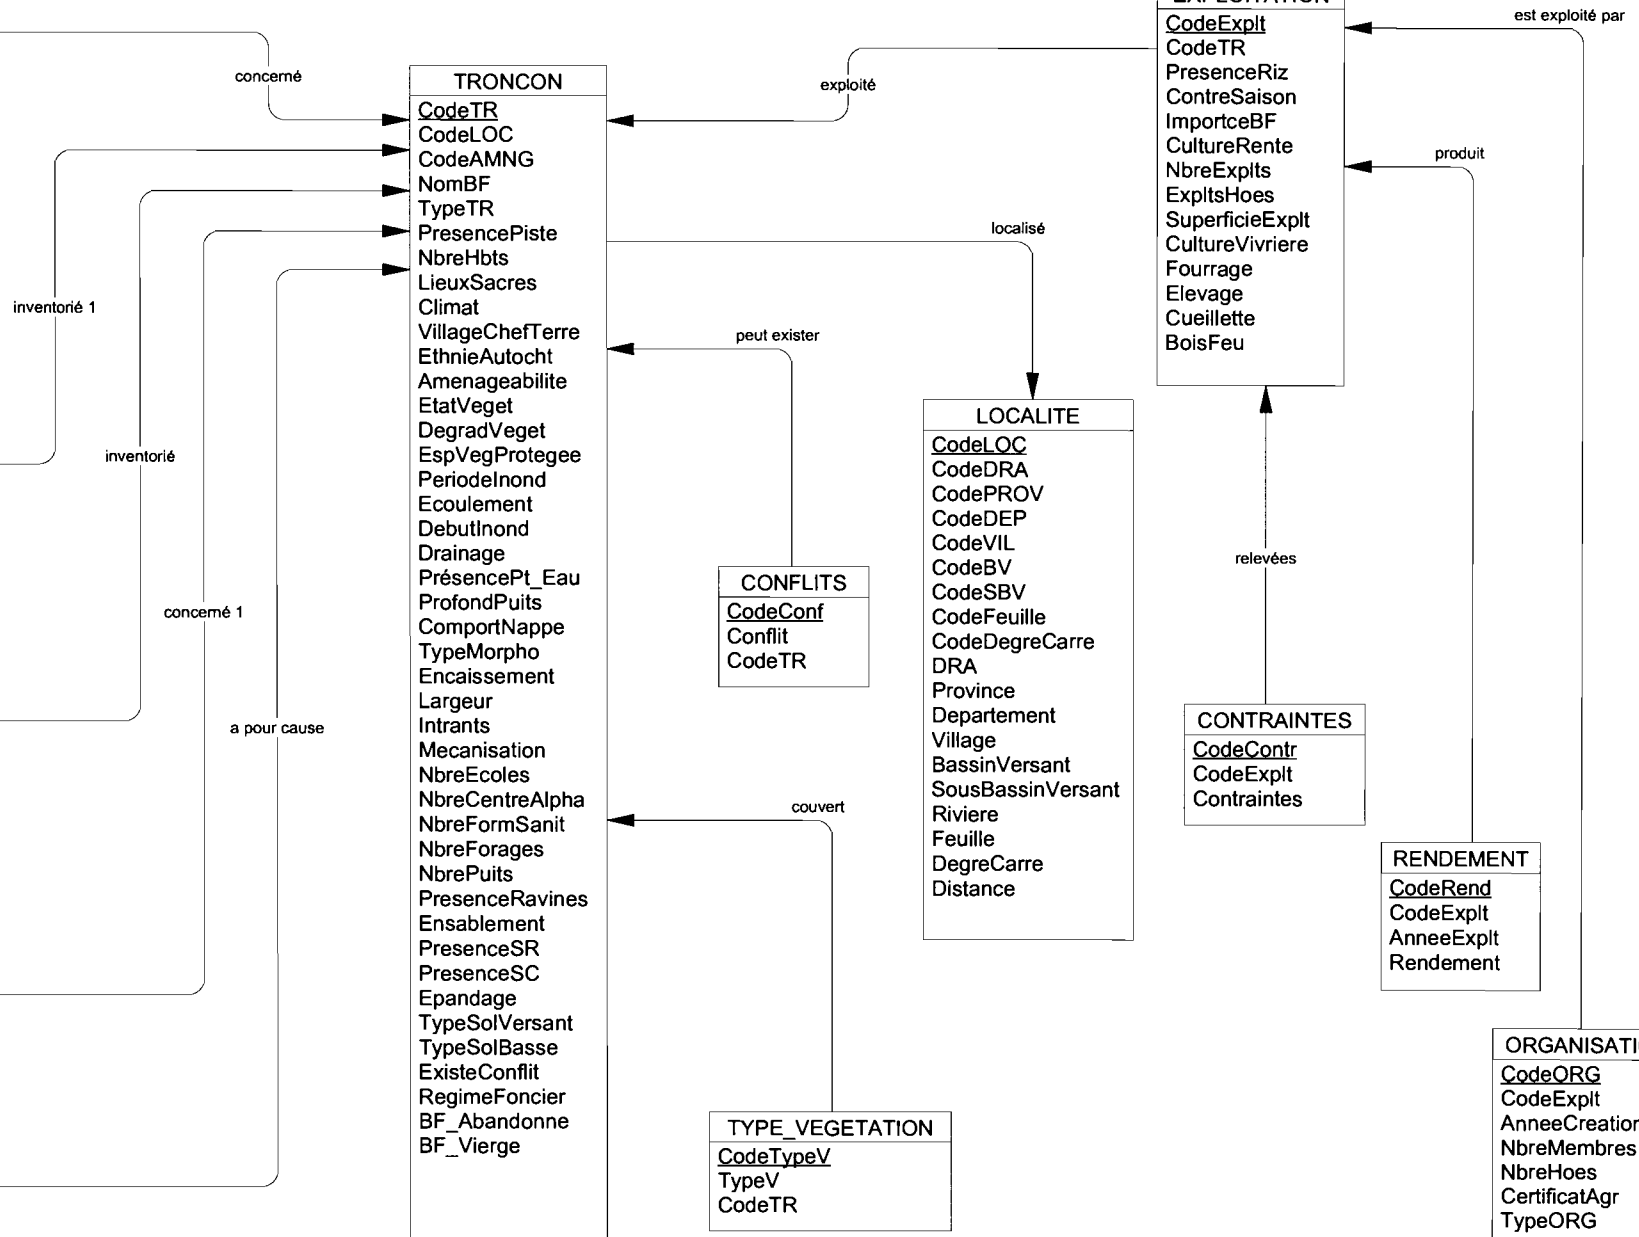 EXPLOITATION
CodeExplt
CodeTR
PresenceRiz
ContreSaison
ImportceBF
CultureRente
NbreExplts
ExpltsHoes
SuperficieExplt
CultureVivriere
Fourrage
Elevage
Cueillette
BoisFeu
est exploité par
concerné
exploité
produit
TRONCON
CodeTR
CodeLOC
CodeAMNG
NomBF
TypeTR
PresencePiste
NbreHbts
LieuxSacres
Climat
VillageChefTerre
EthnieAutocht
Amenageabilite
EtatVeget
DegradVeget
EspVegProtegee
PeriodeInond
Ecoulement
DebutInond
Drainage
PrésencePt_Eau
ProfondPuits
ComportNappe
TypeMorpho
Encaissement
Largeur
Intrants
Mecanisation
NbreEcoles
NbreCentreAlpha
NbreFormSanit
NbreForages
NbrePuits
PresenceRavines
Ensablement
PresenceSR
PresenceSC
Epandage
TypeSolVersant
TypeSolBasse
ExisteConflit
RegimeFoncier
BF_Abandonne
BF_Vierge
localisé
inventorié 1
peut exister
inventorié
concerné 1
a pour cause
couvert
relevées
LOCALITE
CodeLOC
CodeDRA
CodePROV
CodeDEP
CodeVIL
CodeBV
CodeSBV
CodeFeuille
CodeDegreCarre
DRA
Province
Departement
Village
BassinVersant
SousBassinVersant
Riviere
Feuille
DegreCarre
Distance
CONFLITS
CodeConf
Conflit
CodeTR
CONTRAINTES
CodeContr
CodeExplt
Contraintes
RENDEMENT
CodeRend
CodeExplt
AnneeExplt
Rendement
TYPE_VEGETATION
CodeTypeV
TypeV
CodeTR
ORGANISATI
CodeORG
CodeExplt
AnneeCreation
NbreMembres
NbreHoes
CertificatAgr
TypeORG